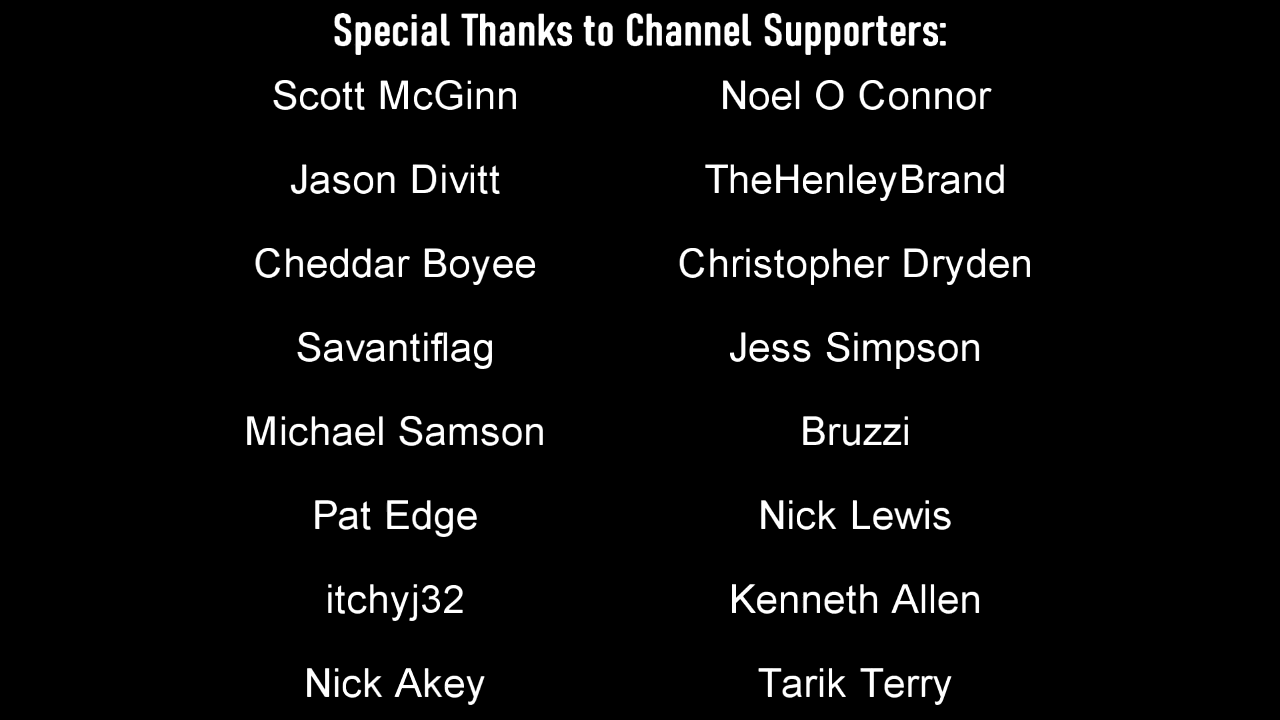 Special Thanks to Channel Supporters:
Scott McGinn
Noel O Connor
Jason Divitt
TheHenleyBrand
Cheddar Boyee
Christopher Dryden
Savantiflag
Jess Simpson
Michael Samson
Bruzzi
Pat Edge
Nick Lewis
itchyj32
Kenneth Allen
Nick Akey
Tarik Terry